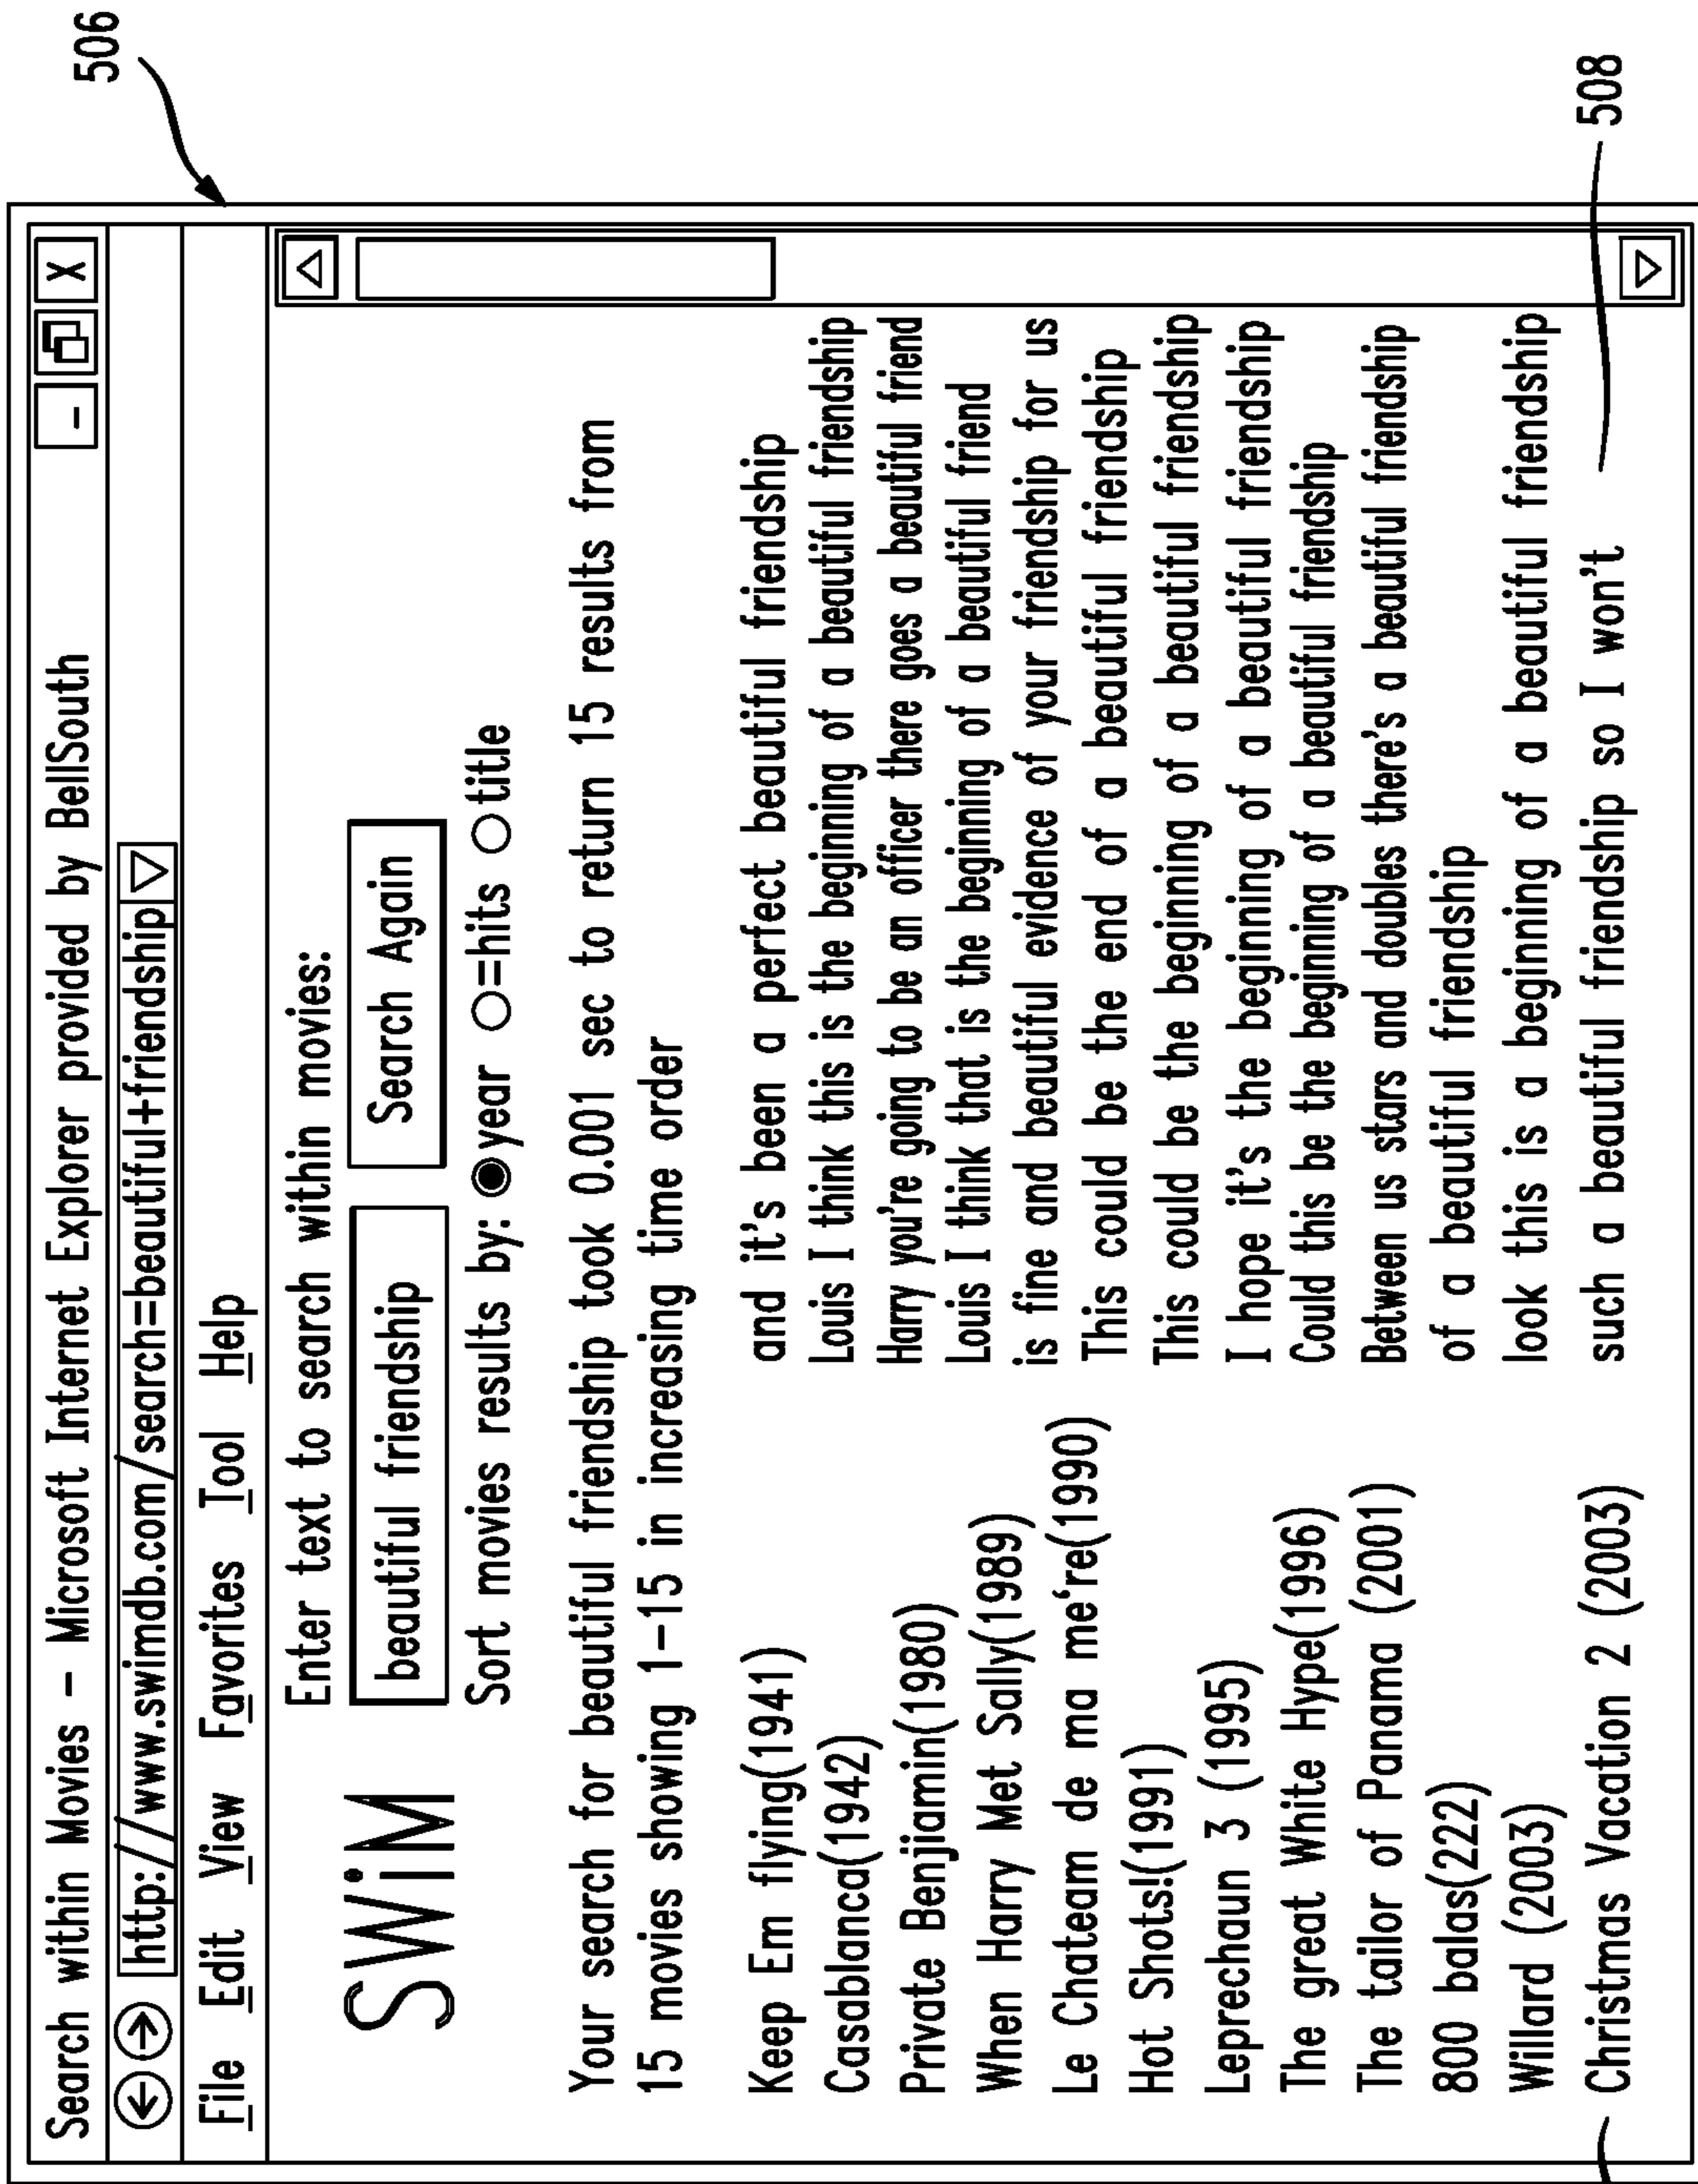 506
Search within Movies - Microsoft Internet Explorer provided by BellSouth
- X
http://www.swimdb.com/search=beautiful+friendship
File Edit View Favorites Tool Help
SWiM
Enter text to search within movies:
beautiful friendship Search Again
Sort movies results by: year =hits title
Your search for beautiful friendship took 0.001 sec to return 15 results from
15 movies showing 1-15 in increasing time order
Keep Em flying(1941) and it's been a perfect beautiful friendship
Casablanca(1942) Louis I think this is the beginning of a beautiful friendship
Private Benjiamin(1980) Harry you're going to be an officer there goes a beautiful friend
When Harry Met Sally(1989) Louis I think that is the beginning of a beautiful friend
Le Chateam de ma me‘re(1990) is fine and beautiful evidence of your friendship for us
Hot Shots!(1991) This could be the end of a beautiful friendship
Leprechaun 3 (1995) This could be the beginning of a beautiful friendship
The great White Hype(1996) I hope it's the beginning of a beautiful friendship
The tailor of Panama (2001) Could this be the beginning of a beautiful friendship
800 balas(222) Between us stars and doubles there's a beautiful friendship
of a beautiful friendship
Willard (2003) look this is a beginning of a beautiful friendship
Christmas Vacation 2 (2003) such a beautiful friendship so I won't
508